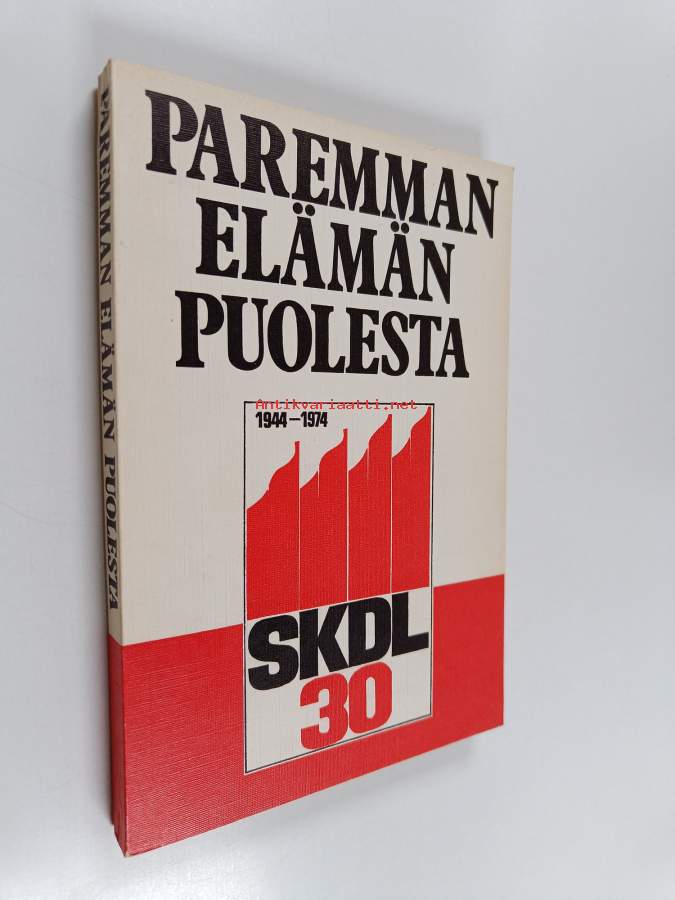 PAREMMAN
ELÄMÄN
PUOLESTA
Antikvariaatti.net
1944–1974
SKDL
30
PAREMMAN ELÄMÄN PUOLESTA